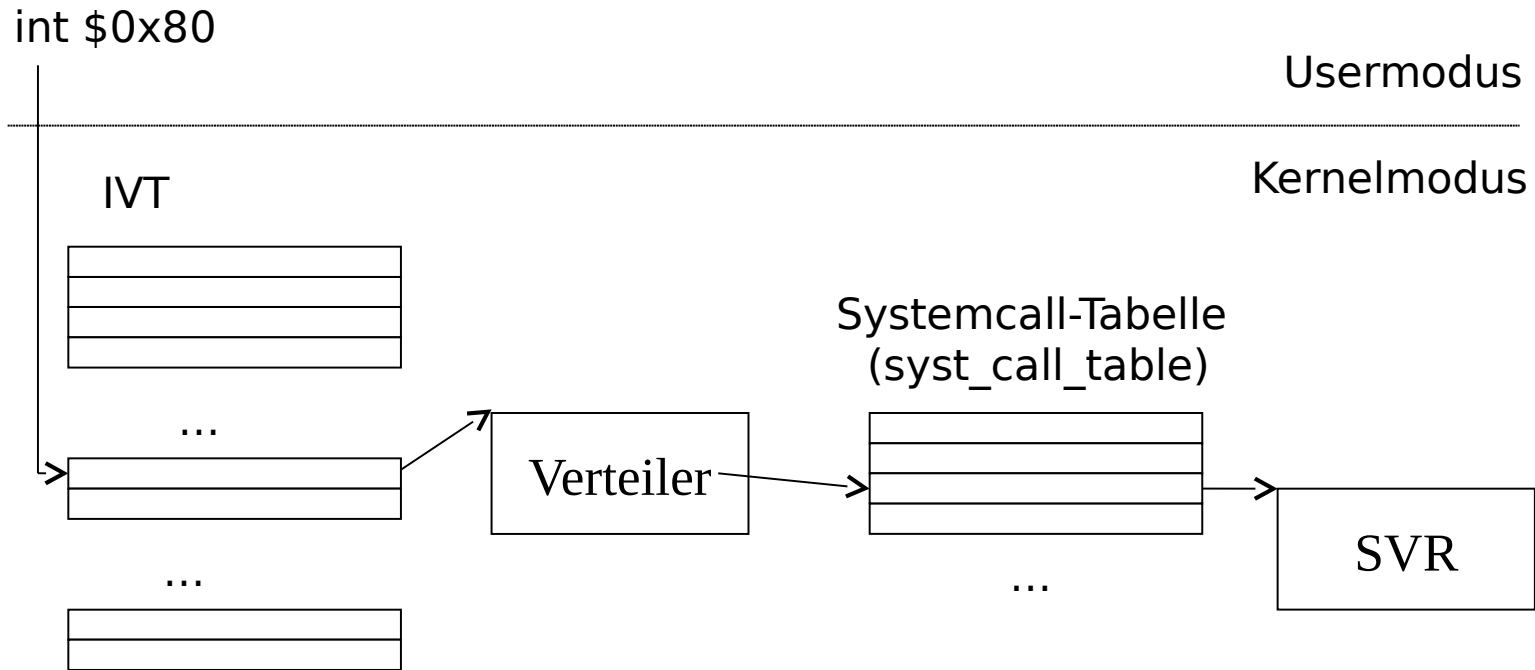 int $0x80
Usermodus
Kernelmodus
IVT
Systemcall-Tabelle
(syst_call_table)
...
Verteiler
...
...
SVR